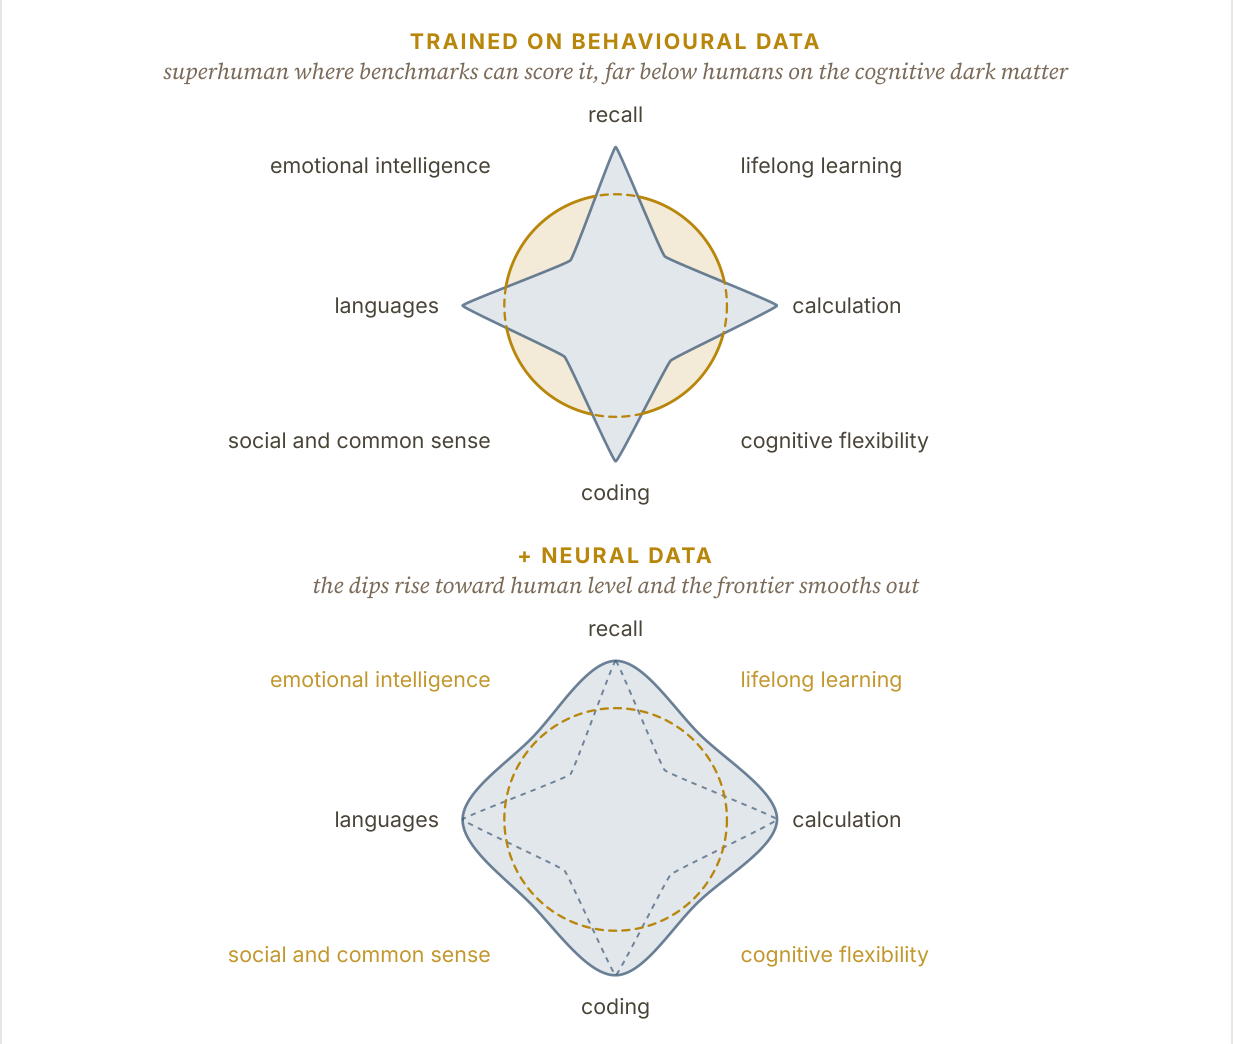 TRAINED ON BEHAVIOURAL DATA
superhuman where benchmarks can score it, far below humans on the cognitive dark matter
recall
emotional intelligence
lifelong learning
languages
calculation
social and common sense
cognitive flexibility
coding
+ NEURAL DATA
the dips rise toward human level and the frontier smooths out
recall
emotional intelligence
lifelong learning
languages
calculation
social and common sense
cognitive flexibility
coding